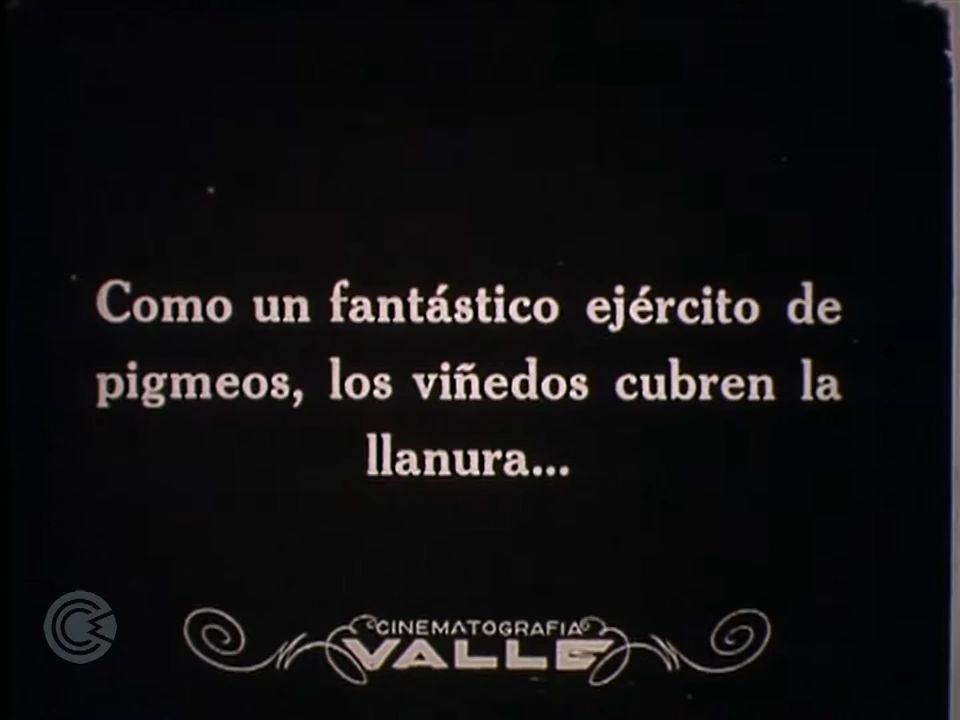 Como un fantástico ejército de
pigmeos, los viñedos cubren la
llanura...
CINEMATOGRAFIA
VALLE